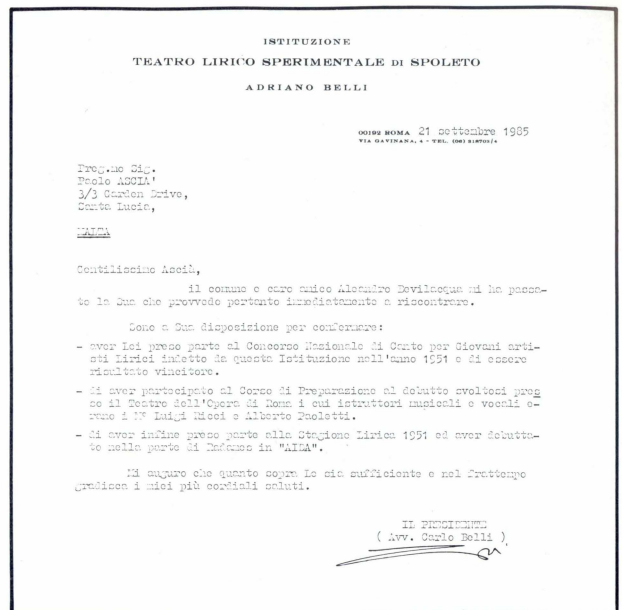 ISTITUZIONE
TEATRO LIRICO SPERIMENTALE DI SPOLETO
ADRIANO BELLI
00192 ROMA 21 settembre 1985
VIA GAVINANA, 4 - TEL. (06)
Preg.mo Sig.
Paolo ASCIA'
3/3 Garden Drive,
Santa Lucia,
MALTA
Gentilissimo Ascià,
il comune e caro amico Aleandro Bevilacqua mi ha passa-
to la Sua che provvedo pertanto immediatamente a riscontrare.
Sono a Sua disposizione per confermare:
- aver Lei preso parte al Concorso Nazionale di Canto per Giovani arti-
sti Lirici indetto da questa Istituzione nell'anno 1951 e di essere
risultato vincitore.
- di aver partecipato al Corso di Preparazione al debutto svoltosi pres
so il Teatro dell'Opera di Roma i cui istruttori musicali e vocali e-
rano i Mº Luigi Ricci e Alberto Paoletti.
- di aver infine preso parte alla Stagione Lirica 1951 ed aver debutta-
to nella parte di Radames in "AIDA".
Mi auguro che quanto sopra Le sia sufficiente e nel frattempo
gradisca i miei più cordiali saluti.
IL PRESIDENTE
( Avv. Carlo Belli )